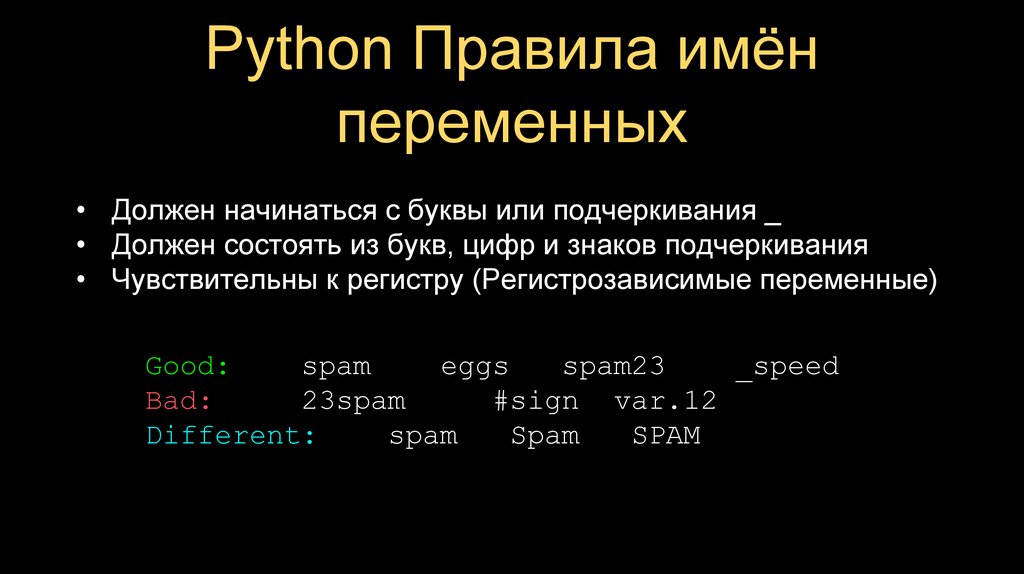 Python Правила имён
переменных
• Должен начинаться с буквы или подчеркивания _
• Должен состоять из букв, цифр и знаков подчеркивания
• Чувствительны к регистру (Регистрозависимые переменные)
Good: spam eggs spam23 _speed
Bad: 23spam #sign var.12
Different: spam Spam SPAM